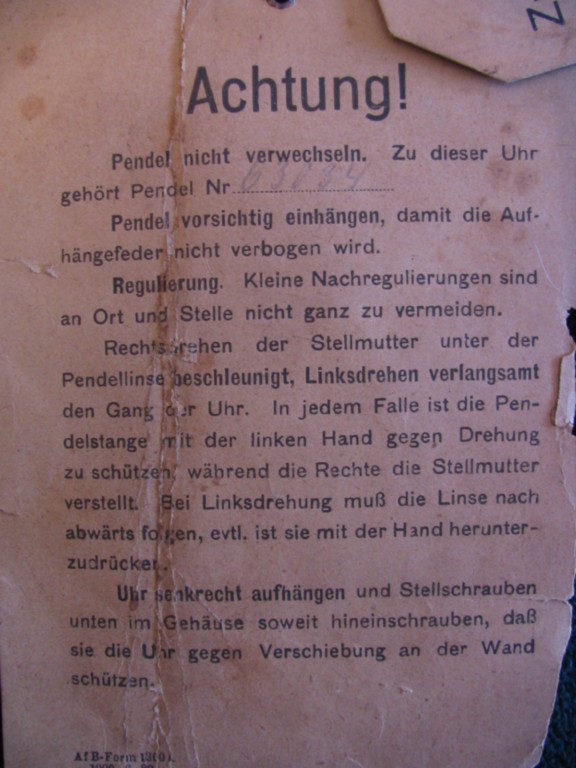 Achtung!
Pendel nicht verwechseln. Zu dieser Uhr
gehört Pendel Nr.
Pendel vorsichtig einhängen, damit die Auf-
hängefeder nicht verbogen wird.
Regulierung. Kleine Nachregulierungen sind
an Ort und Stelle nicht ganz zu vermeiden.
Rechtsdrehen der Stellmutter unter der
Pendellinse beschleunigt, Linksdrehen verlangsamt
den Gang der Uhr. In jedem Falle ist die Pen-
delstange mit der linken Hand gegen Drehung
zu schützen, während die Rechte die Stellmutter
verstellt. Bei Linksdrehung muß die Linse nach
abwärts folgen, evtl. ist sie mit der Hand herunter-
zudrücken.
Uhr senkrecht aufhängen und Stellschrauben
unten im Gehäuse soweit hineinschrauben, daß
sie die Uhr gegen Verschiebung an der Wand
schützen.
AfB-Form